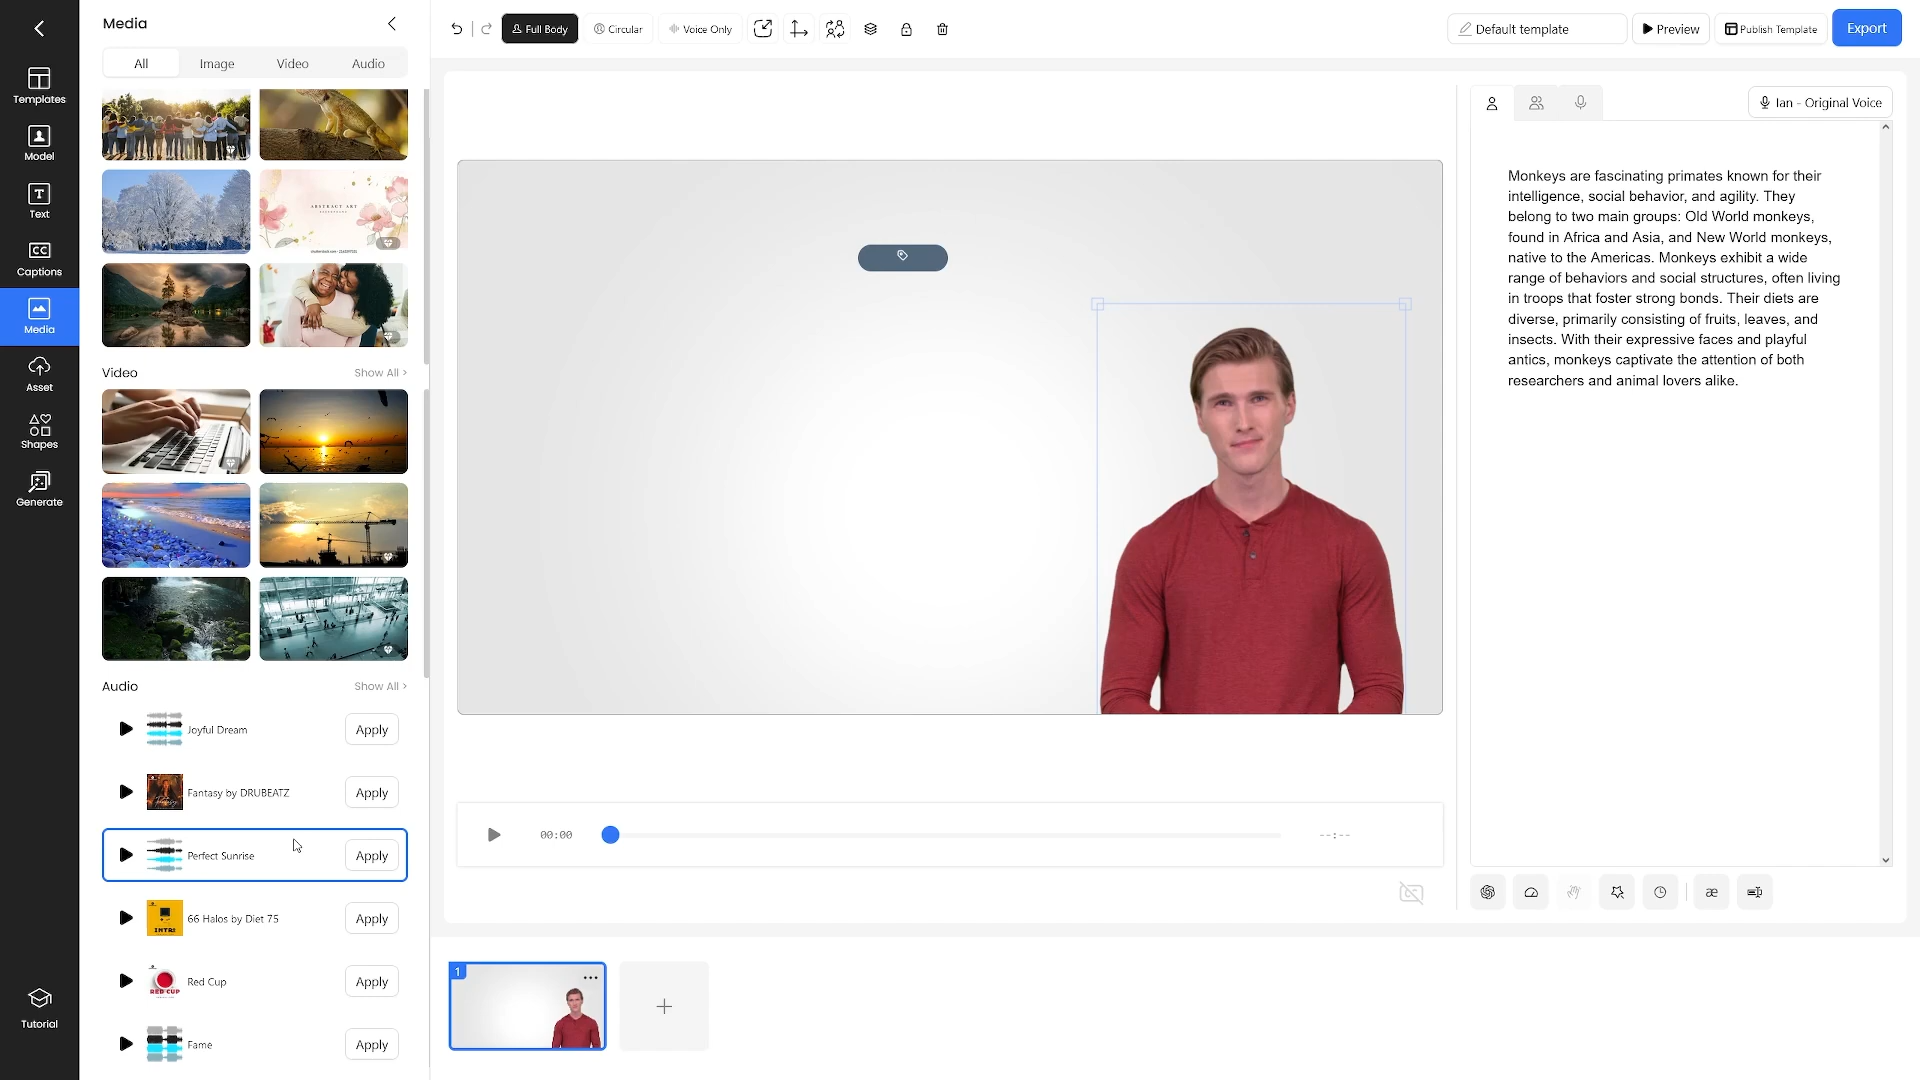 Media
Full Body
Circular
Voice Only
Default template
Preview
Publish Template
Export
All
Image
Video
Audio
Templates
Model
Text
Captions
Media
Asset
Shapes
Generate
Tutorial
ABSTRACT ART
Video
Show All >
Audio
Show All >
Joyful Dream
Apply
Fantasy by DRUBEATZ
Apply
Perfect Sunrise
Apply
66 Halos by Diet 75
Apply
INTR!
Red Cup
Apply
RED CUP
Fame
Apply
00:00
--:--
1
Ian - Original Voice
Monkeys are fascinating primates known for their
intelligence, social behavior, and agility. They
belong to two main groups: Old World monkeys,
found in Africa and Asia, and New World monkeys,
native to the Americas. Monkeys exhibit a wide
range of behaviors and social structures, often living
in troops that foster strong bonds. Their diets are
diverse, primarily consisting of fruits, leaves, and
insects. With their expressive faces and playful
antics, monkeys captivate the attention of both
researchers and animal lovers alike.
æ